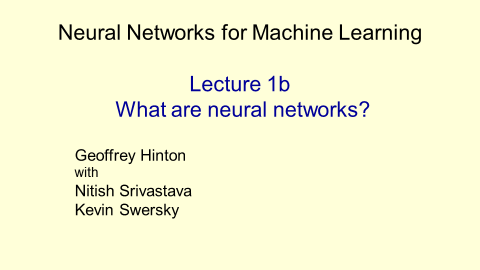 Neural Networks for Machine Learning
Lecture 1b
What are neural networks?
Geoffrey Hinton
with
Nitish Srivastava
Kevin Swersky